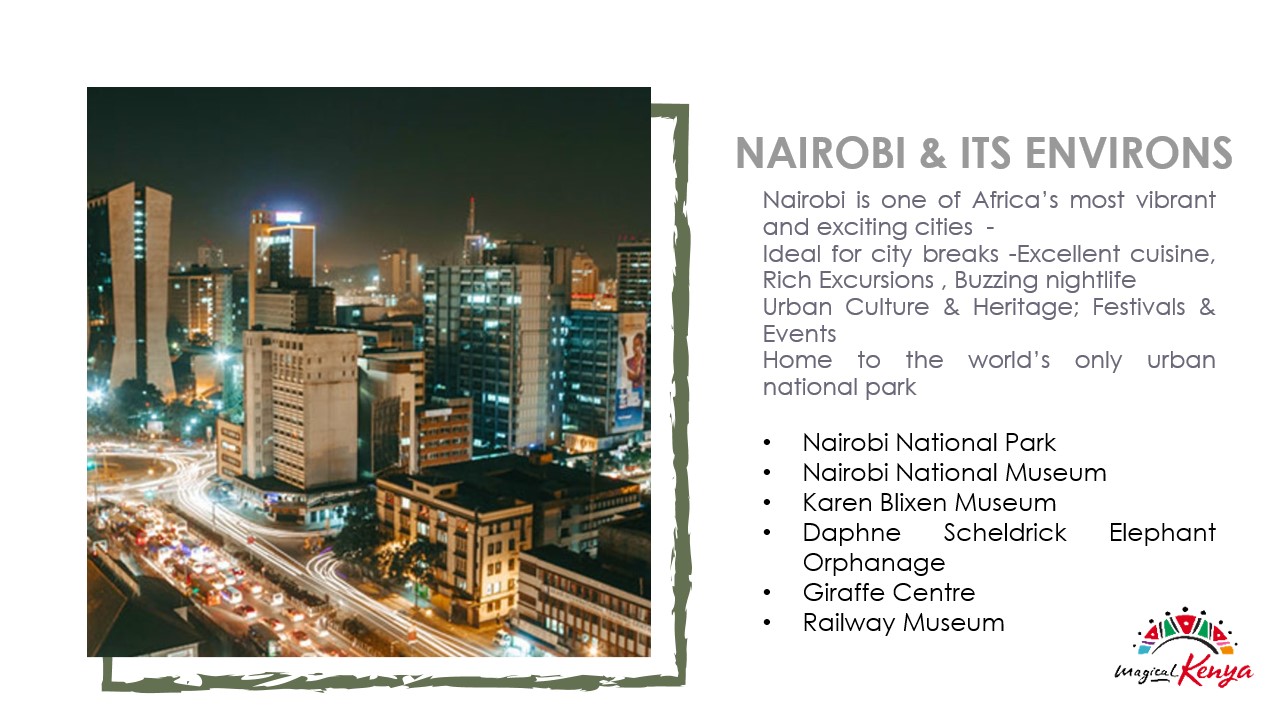 NAIROBI & ITS ENVIRONS
Nairobi is one of Africa’s most vibrant
and exciting cities -
Ideal for city breaks -Excellent cuisine,
Rich Excursions , Buzzing nightlife
Urban Culture & Heritage; Festivals &
Events
Home to the world’s only urban
national park
• Nairobi National Park
• Nairobi National Museum
• Karen Blixen Museum
• Daphne Scheldrick Elephant
Orphanage
• Giraffe Centre
• Railway Museum
magical Kenya